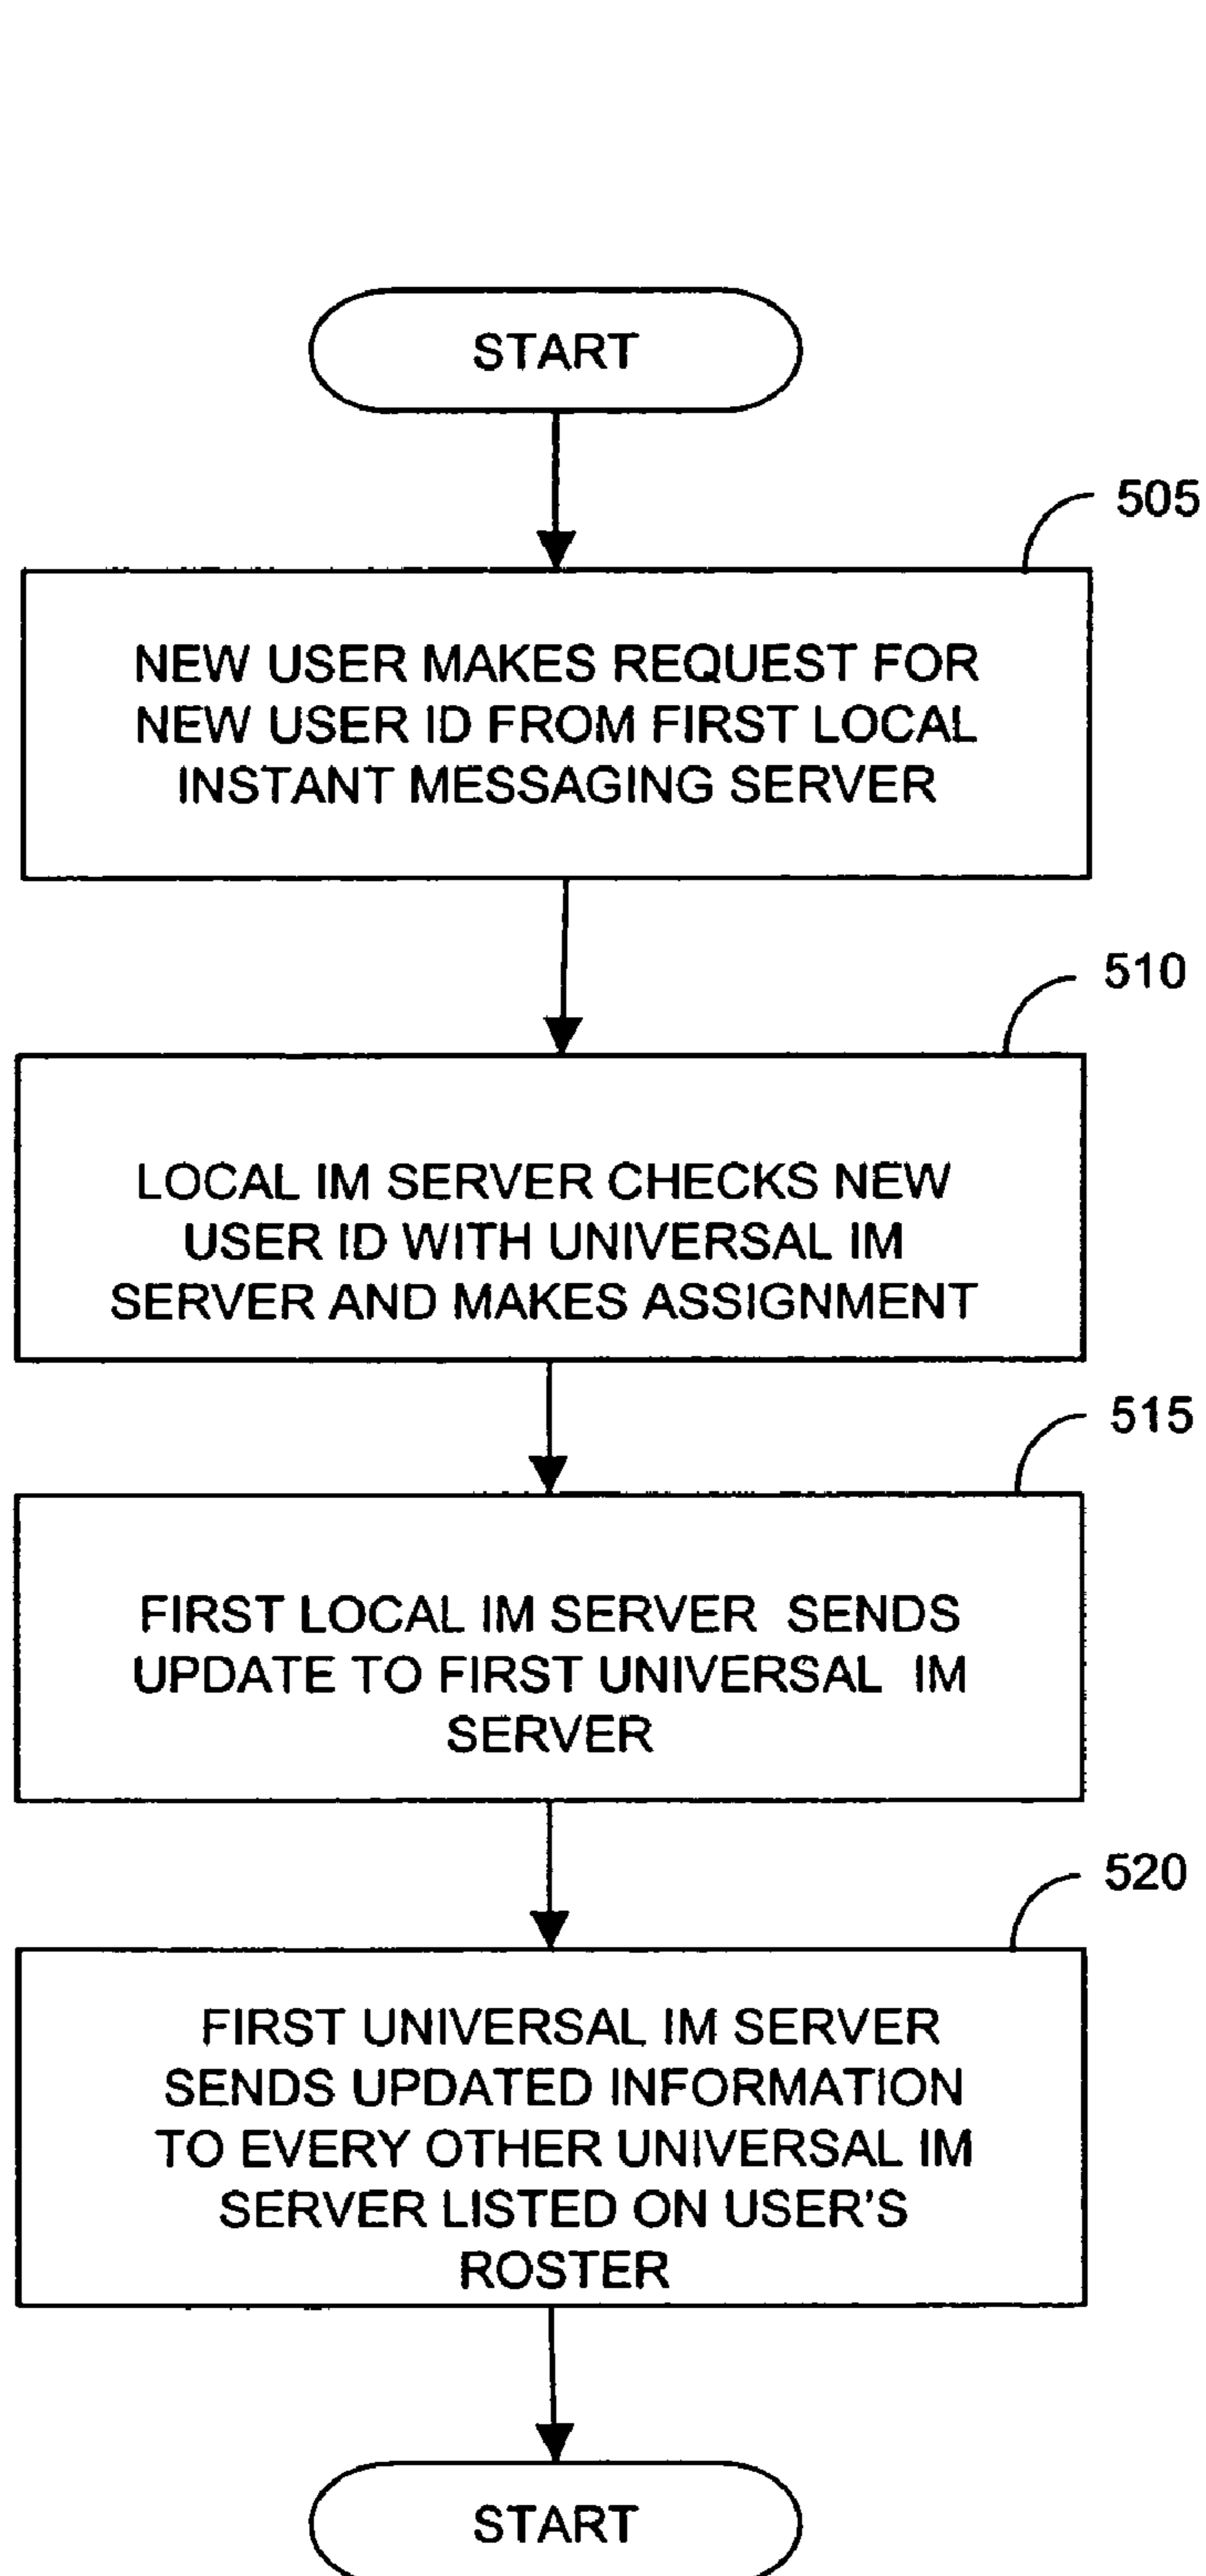 START
505
NEW USER MAKES REQUEST FOR
NEW USER ID FROM FIRST LOCAL
INSTANT MESSAGING SERVER
510
LOCAL IM SERVER CHECKS NEW
USER ID WITH UNIVERSAL IM
SERVER AND MAKES ASSIGNMENT
515
FIRST LOCAL IM SERVER SENDS
UPDATE TO FIRST UNIVERSAL IM
SERVER
520
FIRST UNIVERSAL IM SERVER
SENDS UPDATED INFORMATION
TO EVERY OTHER UNIVERSAL IM
SERVER LISTED ON USER'S
ROSTER
START